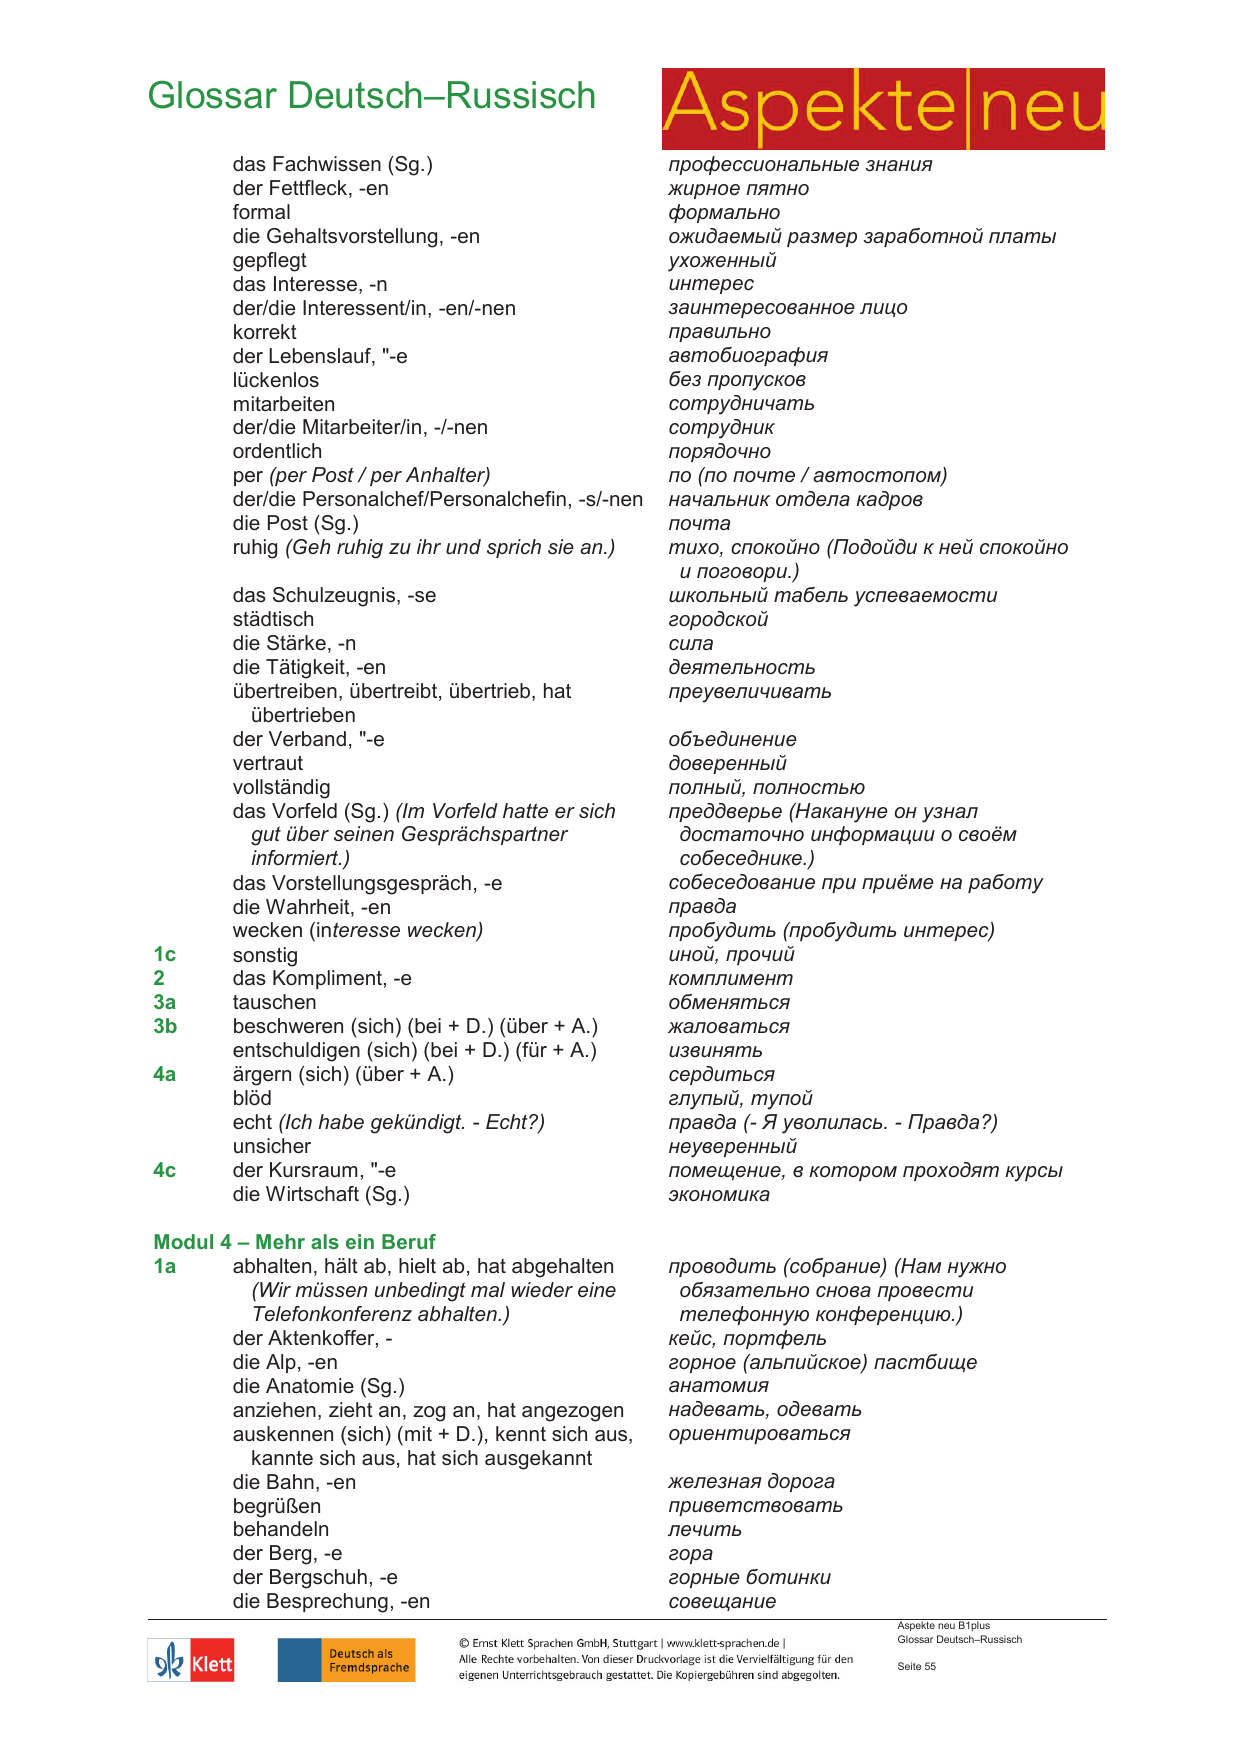 Glossar Deutsch–Russisch
Aspekte|neu
das Fachwissen (Sg.) профессиональные знания
der Fettfleck, -en жирное пятно
formal формально
die Gehaltsvorstellung, -en ожидаемый размер заработной платы
gepflegt ухоженный
das Interesse, -n интерес
der/die Interessent/in, -en/-nen заинтересованное лицо
korrekt правильно
der Lebenslauf, "-e автобиография
lückenlos без пропусков
mitarbeiten сотрудничать
der/die Mitarbeiter/in, -/-nen сотрудник
ordentlich порядочно
per (per Post / per Anhalter) по (по почте / автостопом)
der/die Personalchef/Personalchefin, -s/-nen начальник отдела кадров
die Post (Sg.) почта
ruhig (Geh ruhig zu ihr und sprich sie an.) тихо, спокойно (Подойди к ней спокойно
и поговори.)
das Schulzeugnis, -se школьный табель успеваемости
städtisch городской
die Stärke, -n сила
die Tätigkeit, -en деятельность
übertreiben, übertreibt, übertrieb, hat преувеличивать
übertrieben
der Verband, "-e объединение
vertraut доверенный
vollständig полный, полностью
das Vorfeld (Sg.) (Im Vorfeld hatte er sich преддверье (Накануне он узнал
gut über seinen Gesprächspartner достаточно информации о своём
informiert.) собеседнике.)
das Vorstellungsgespräch, -e собеседование при приёме на работу
die Wahrheit, -en правда
wecken (interesse wecken) пробудить (пробудить интерес)
1c sonstig иной, прочий
2 das Kompliment, -e комплимент
3a tauschen обменяться
3b beschweren (sich) (bei + D.) (über + A.) жаловаться
entschuldigen (sich) (bei + D.) (für + A.) извинять
4a ärgern (sich) (über + A.) сердиться
blöd глупый, тупой
echt (Ich habe gekündigt. - Echt?) правда (- Я уволилась. - Правда?)
unsicher неуверенный
4c der Kursraum, "-e помещение, в котором проходят курсы
die Wirtschaft (Sg.) экономика
Modul 4 – Mehr als ein Beruf
1a abhalten, hält ab, hielt ab, hat abgehalten проводить (собрание) (Нам нужно
(Wir müssen unbedingt mal wieder eine обязательно снова провести
Telefonkonferenz abhalten.) телефонную конференцию.)
der Aktenkoffer, - кейс, портфель
die Alp, -en горное (альпийское) пастбище
die Anatomie (Sg.) анатомия
anziehen, zieht an, zog an, hat angezogen надевать, одевать
auskennen (sich) (mit + D.), kennt sich aus, ориентироваться
kannte sich aus, hat sich ausgekannt
die Bahn, -en железная дорога
begrüßen приветствовать
behandeln лечить
der Berg, -e гора
der Bergschuh, -e горные ботинки
die Besprechung, -en совещание
Klett
Deutsch als
Fremdsprache
© Ernst Klett Sprachen GmbH, Stuttgart | www.klett-sprachen.de |
Alle Rechte vorbehalten. Von dieser Druckvorlage ist die Vervielfältigung für den
eigenen Unterrichtsgebrauch gestattet. Die Kopiergebühren sind abgegolten.
Aspekte neu B1plus
Glossar Deutsch–Russisch
Seite 55